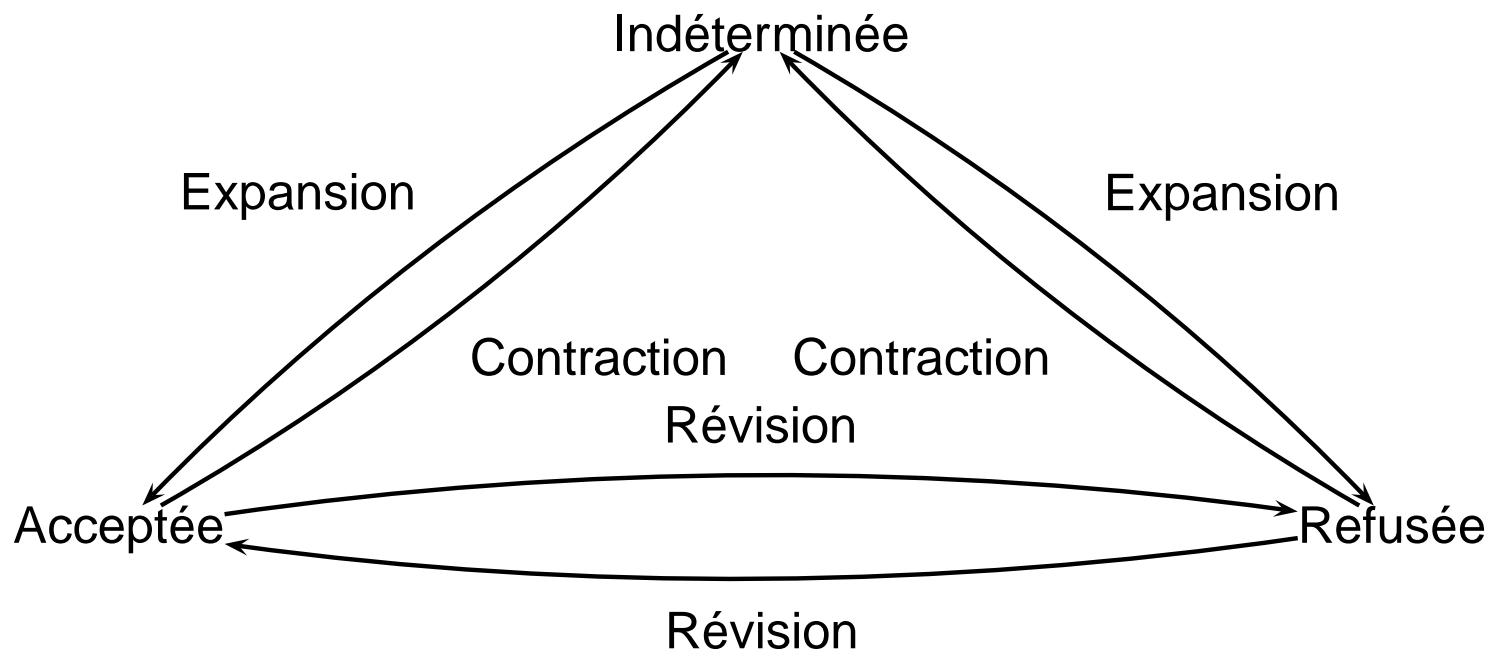 Indéterminée
Expansion
Expansion
Contraction
Contraction
Révision
Acceptée
Refusée
Révision